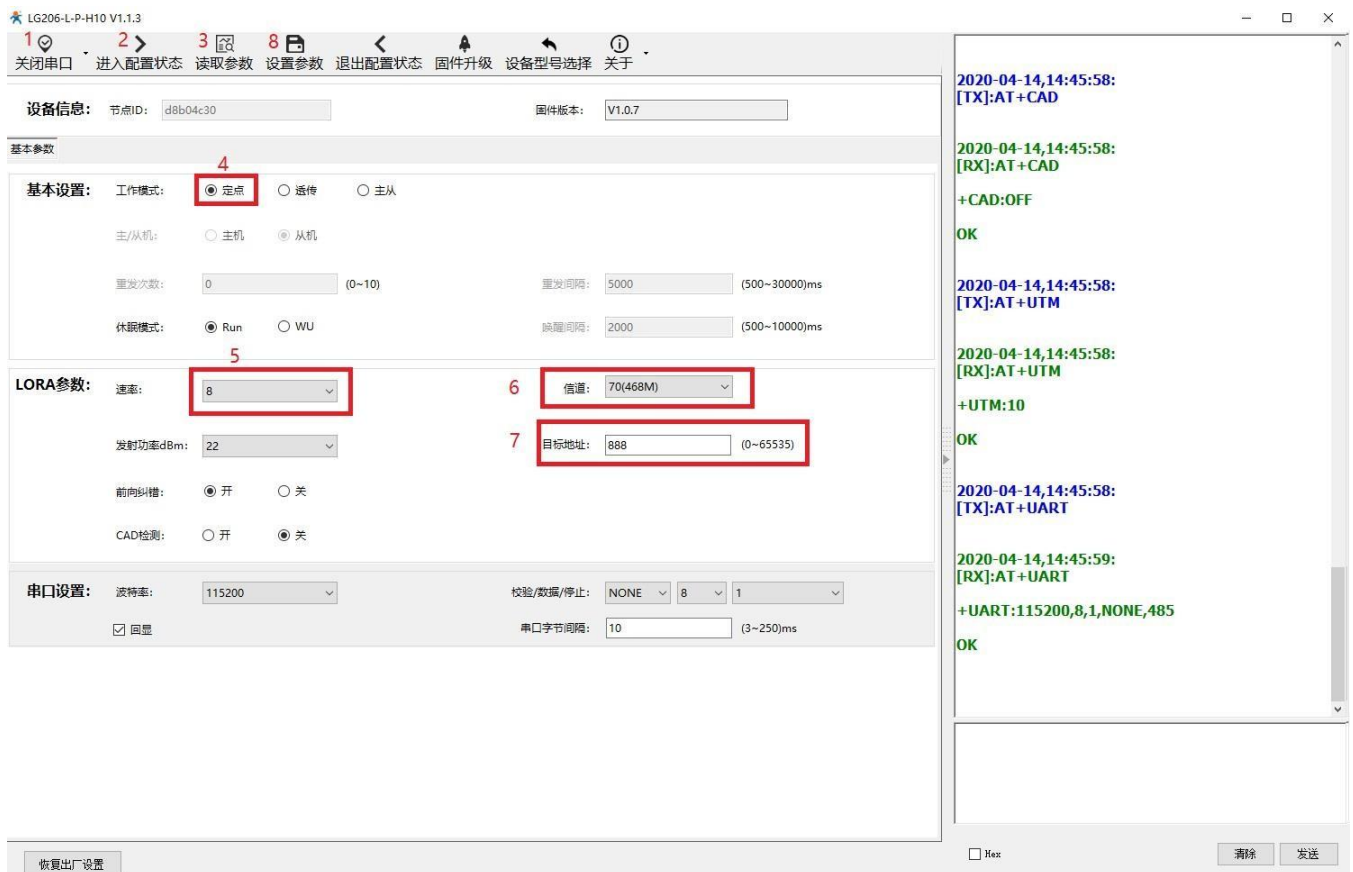 LG206-L-P-H10 V1.1.3
1 2 3 8
关闭串口 进入配置状态 读取参数 设置参数 退出配置状态 固件升级 设备型号选择 关于
设备信息: 节点ID: d8b04c30 固件版本: V1.0.7
基本参数
4
基本设置: 工作模式: 定点 透传 主从
主/从机: 主机 从机
重发次数: 0 (0~10) 重发间隔: 5000 (500~30000)ms
休眠模式: Run WU 唤醒间隔: 2000 (500~10000)ms
5
LORA参数: 速率: 8 6 信道: 70(468M)
发射功率dBm: 22 7 目标地址: 888 (0~65535)
前向纠错: 开 关
CAD检测: 开 关
串口设置: 波特率: 115200 校验/数据/停止: NONE 8 1
回显 串口字节间隔: 10 (3~250)ms
恢复出厂设置
2020-04-14,14:45:58:
[TX]:AT+CAD
2020-04-14,14:45:58:
[RX]:AT+CAD
+CAD:OFF
OK
2020-04-14,14:45:58:
[TX]:AT+UTM
2020-04-14,14:45:58:
[RX]:AT+UTM
+UTM:10
OK
2020-04-14,14:45:58:
[TX]:AT+UART
2020-04-14,14:45:59:
[RX]:AT+UART
+UART:115200,8,1,NONE,485
OK
Hex 清除 发送